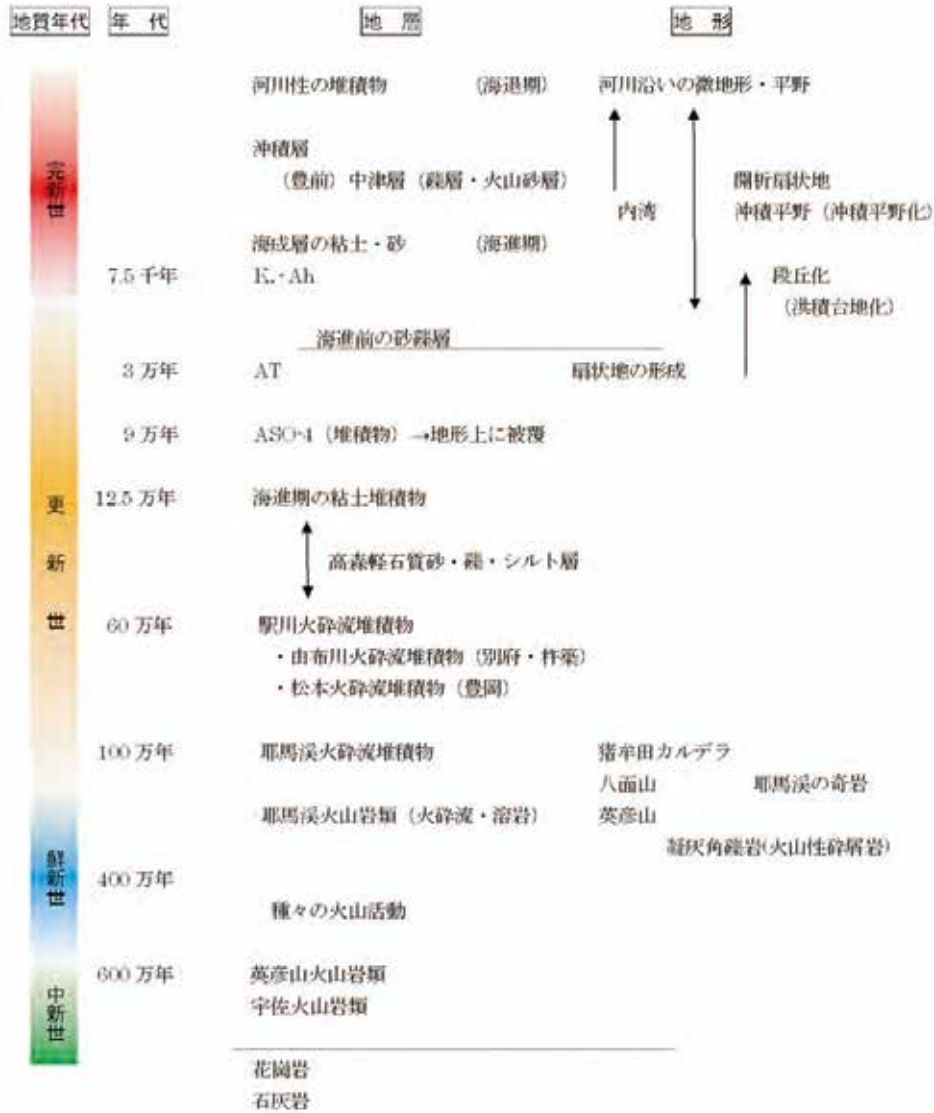 地質年代 年 代 地 層 地 形
河川性の堆積物 (海退期) 河川沿いの微地形・平野
沖積層
(豊前) 中津層 (礫層・火山砂層) 開析扇状地
内湾 沖積平野 (沖積平野化)
完新世
海成層の粘土・砂 (海進期)
7.5 千年 K.・Ah 段丘化
(洪積台地化)
海進前の砂礫層
3 万年 AT 扇状地の形成
9 万年 ASO-4 (堆積物) →地形上に被覆
12.5 万年 海進期の粘土堆積物
高森軽石質砂・礫・シルト層
更新世
60 万年 駅川火砕流堆積物
・由布川火砕流堆積物 (別府・杵築)
・松本火砕流堆積物 (豊岡)
100 万年 耶馬渓火砕流堆積物 猪牟田カルデラ
八面山 耶馬渓の奇岩
耶馬渓火山岩類 (火砕流・溶岩) 英彦山
凝灰角礫岩(火山性砕屑岩)
鮮新世
400 万年
種々の火山活動
600 万年 英彦山火山岩類
宇佐火山岩類
中新世
花崗岩
石灰岩